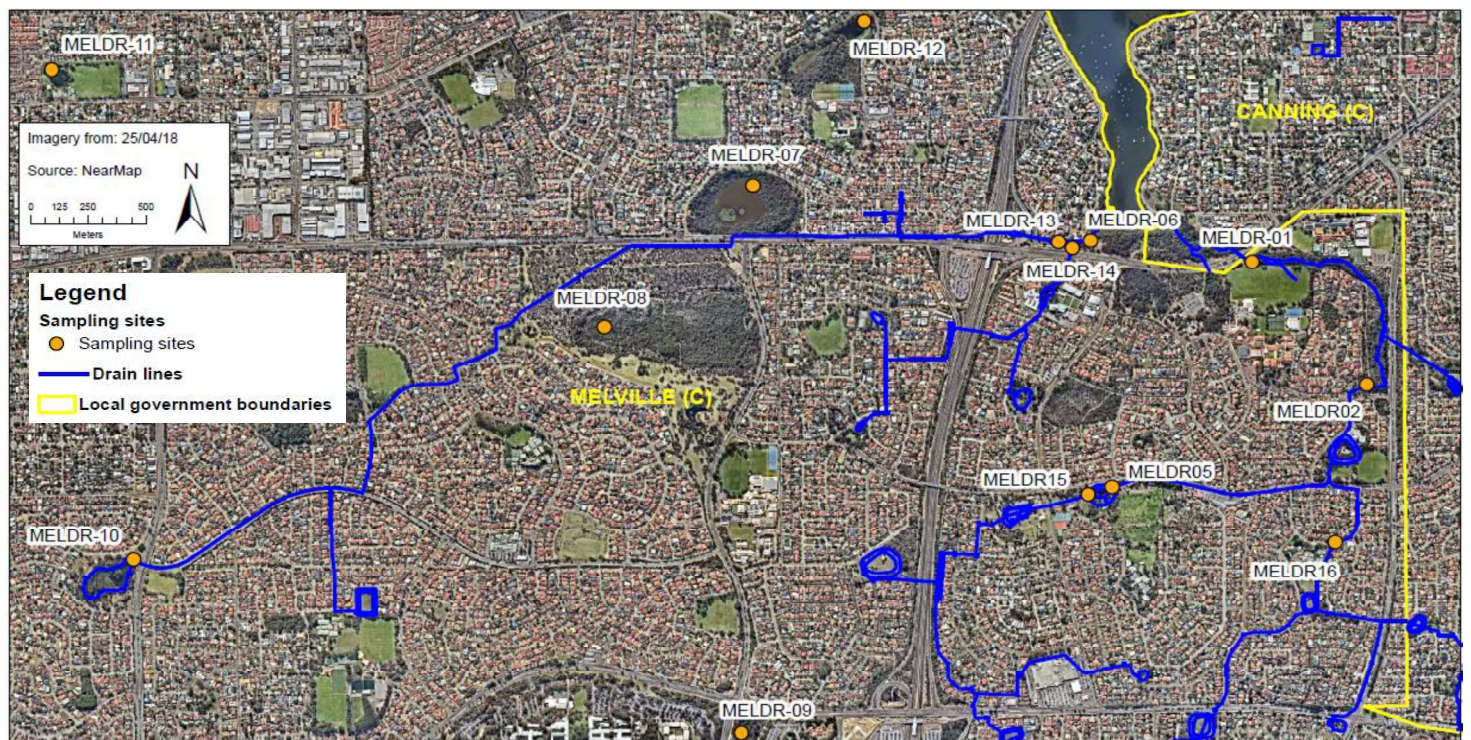 MELDR-11
MELDR-12
CANNING (C)
Imagery from: 25/04/18
Source: NearMap
N
0 125 250 500
Meters
MELDR-07
MELDR-13
MELDR-06
MELDR-01
MELDR-14
Legend
Sampling sites
Sampling sites
Drain lines
Local government boundaries
MELDR-08
MELVILLE (C)
MELDR02
MELDR15
MELDR05
MELDR-10
MELDR16
MELDR-09